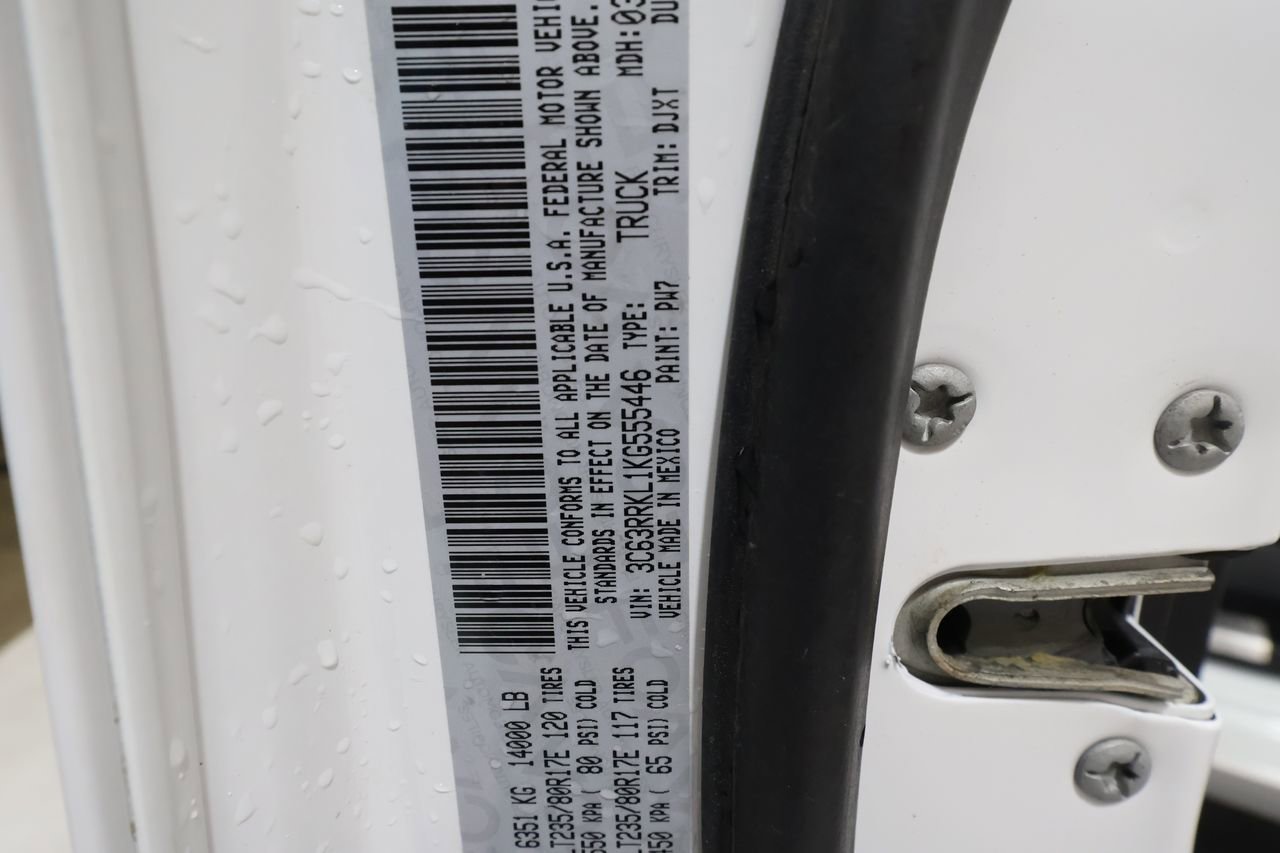 6351 KG 14000 LB
LT235/80R17E 120 TIRES
550 KPA ( 80 PSI) COLD
LT235/80R17E 117 TIRES
450 KPA ( 65 PSI) COLD
THIS VEHICLE CONFORMS TO ALL APPLICABLE U.S.A. FEDERAL MOTOR VEHI
STANDARDS IN EFFECT ON THE DATE OF MANUFACTURE SHOWN ABOVE.
VIN: 3C63RRKL1KG555446 TYPE: TRUCK MDH: 03
VEHICLE MADE IN MEXICO PAINT: PW7 TRIM: DJXT DU